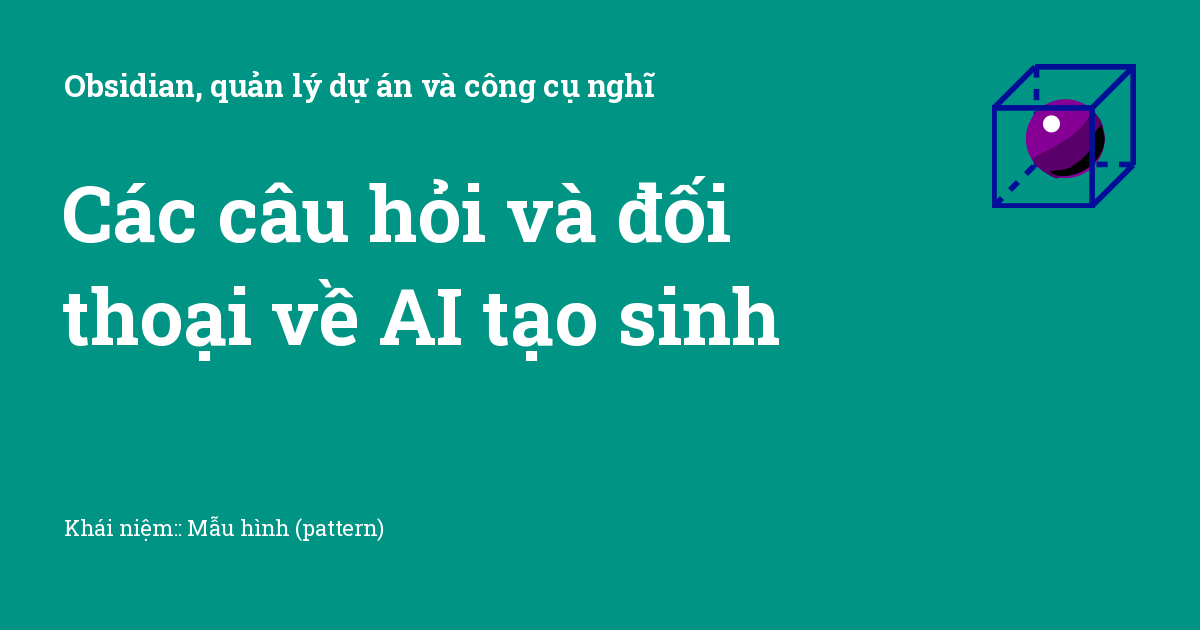 Obsidian, quản lý dự án và công cụ nghĩ
Các câu hỏi và đối
thoại về AI tạo sinh
Khái niệm:: Mẫu hình (pattern)